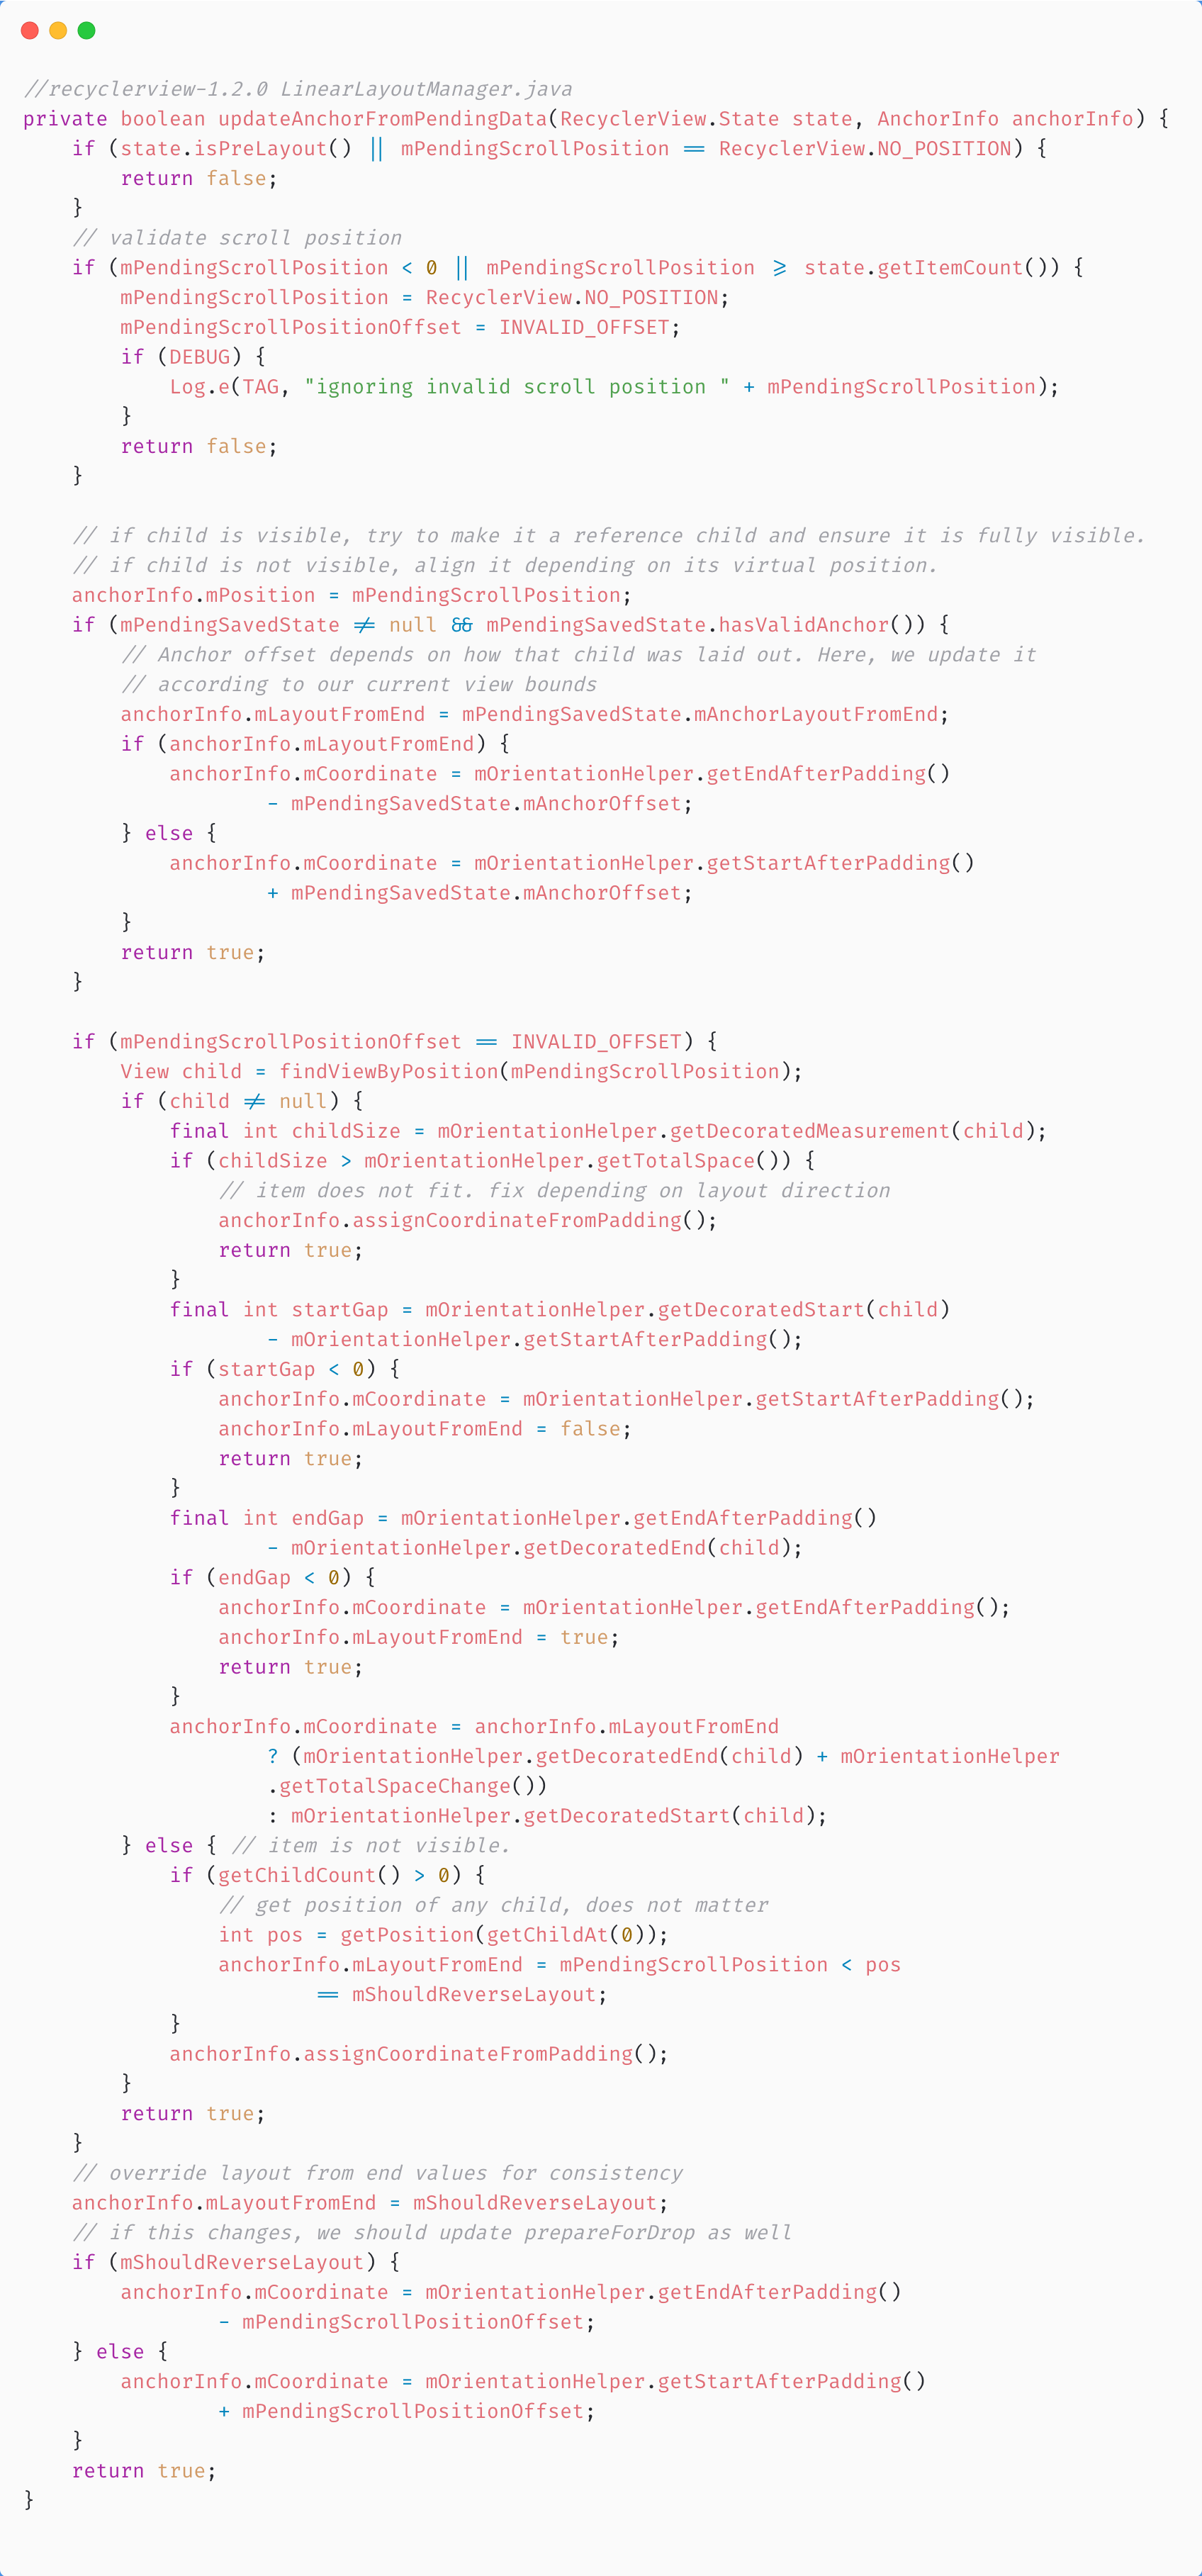 //recyclerview-1.2.0 LinearLayoutManager.java
private boolean updateAnchorFromPendingData(RecyclerView.State state, AnchorInfo anchorInfo) {
    if (state.isPreLayout() || mPendingScrollPosition == RecyclerView.NO_POSITION) {
        return false;
    }
    // validate scroll position
    if (mPendingScrollPosition < 0 || mPendingScrollPosition >= state.getItemCount()) {
        mPendingScrollPosition = RecyclerView.NO_POSITION;
        mPendingScrollPositionOffset = INVALID_OFFSET;
        if (DEBUG) {
            Log.e(TAG, "ignoring invalid scroll position " + mPendingScrollPosition);
        }
        return false;
    }

    // if child is visible, try to make it a reference child and ensure it is fully visible.
    // if child is not visible, align it depending on its virtual position.
    anchorInfo.mPosition = mPendingScrollPosition;
    if (mPendingSavedState != null && mPendingSavedState.hasValidAnchor()) {
        // Anchor offset depends on how that child was laid out. Here, we update it
        // according to our current view bounds
        anchorInfo.mLayoutFromEnd = mPendingSavedState.mAnchorLayoutFromEnd;
        if (anchorInfo.mLayoutFromEnd) {
            anchorInfo.mCoordinate = mOrientationHelper.getEndAfterPadding()
                    - mPendingSavedState.mAnchorOffset;
        } else {
            anchorInfo.mCoordinate = mOrientationHelper.getStartAfterPadding()
                    + mPendingSavedState.mAnchorOffset;
        }
        return true;
    }

    if (mPendingScrollPositionOffset == INVALID_OFFSET) {
        View child = findViewByPosition(mPendingScrollPosition);
        if (child != null) {
            final int childSize = mOrientationHelper.getDecoratedMeasurement(child);
            if (childSize > mOrientationHelper.getTotalSpace()) {
                // item does not fit. fix depending on layout direction
                anchorInfo.assignCoordinateFromPadding();
                return true;
            }
            final int startGap = mOrientationHelper.getDecoratedStart(child)
                    - mOrientationHelper.getStartAfterPadding();
            if (startGap < 0) {
                anchorInfo.mCoordinate = mOrientationHelper.getStartAfterPadding();
                anchorInfo.mLayoutFromEnd = false;
                return true;
            }
            final int endGap = mOrientationHelper.getEndAfterPadding()
                    - mOrientationHelper.getDecoratedEnd(child);
            if (endGap < 0) {
                anchorInfo.mCoordinate = mOrientationHelper.getEndAfterPadding();
                anchorInfo.mLayoutFromEnd = true;
                return true;
            }
            anchorInfo.mCoordinate = anchorInfo.mLayoutFromEnd
                    ? (mOrientationHelper.getDecoratedEnd(child) + mOrientationHelper
                    .getTotalSpaceChange())
                    : mOrientationHelper.getDecoratedStart(child);
        } else { // item is not visible.
            if (getChildCount() > 0) {
                // get position of any child, does not matter
                int pos = getPosition(getChildAt(0));
                anchorInfo.mLayoutFromEnd = mPendingScrollPosition < pos
                        == mShouldReverseLayout;
            }
            anchorInfo.assignCoordinateFromPadding();
        }
        return true;
    }
    // override layout from end values for consistency
    anchorInfo.mLayoutFromEnd = mShouldReverseLayout;
    // if this changes, we should update prepareForDrop as well
    if (mShouldReverseLayout) {
        anchorInfo.mCoordinate = mOrientationHelper.getEndAfterPadding()
                - mPendingScrollPositionOffset;
    } else {
        anchorInfo.mCoordinate = mOrientationHelper.getStartAfterPadding()
                + mPendingScrollPositionOffset;
    }
    return true;
}